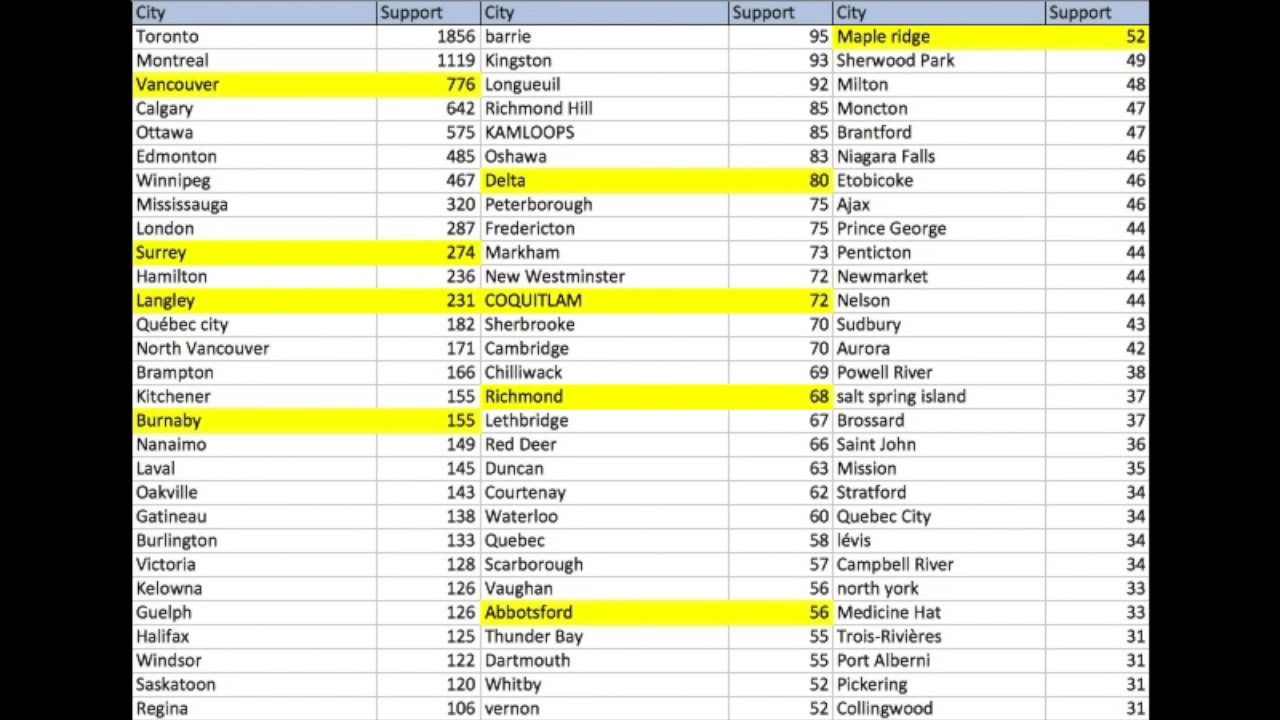 City Support City Support City Support
Toronto 1856 barrie 95 Maple ridge 52
Montreal 1119 Kingston 93 Sherwood Park 49
Vancouver 776 Longueuil 92 Milton 48
Calgary 642 Richmond Hill 85 Moncton 47
Ottawa 575 KAMLOOPS 85 Brantford 47
Edmonton 485 Oshawa 83 Niagara Falls 46
Winnipeg 467 Delta 80 Etobicoke 46
Mississauga 320 Peterborough 75 Ajax 46
London 287 Fredericton 75 Prince George 44
Surrey 274 Markham 73 Penticton 44
Hamilton 236 New Westminster 72 Newmarket 44
Langley 231 COQUITLAM 72 Nelson 44
Québec city 182 Sherbrooke 70 Sudbury 43
North Vancouver 171 Cambridge 70 Aurora 42
Brampton 166 Chilliwack 69 Powell River 38
Kitchener 155 Richmond 68 salt spring island 37
Burnaby 155 Lethbridge 67 Brossard 37
Nanaimo 149 Red Deer 66 Saint John 36
Laval 145 Duncan 63 Mission 35
Oakville 143 Courtenay 62 Stratford 34
Gatineau 138 Waterloo 60 Quebec City 34
Burlington 133 Quebec 58 lévis 34
Victoria 128 Scarborough 57 Campbell River 34
Kelowna 126 Vaughan 56 north york 33
Guelph 126 Abbotsford 56 Medicine Hat 33
Halifax 125 Thunder Bay 55 Trois-Rivières 31
Windsor 122 Dartmouth 55 Port Alberni 31
Saskatoon 120 Whitby 52 Pickering 31
Regina 106 vernon 52 Collingwood 31